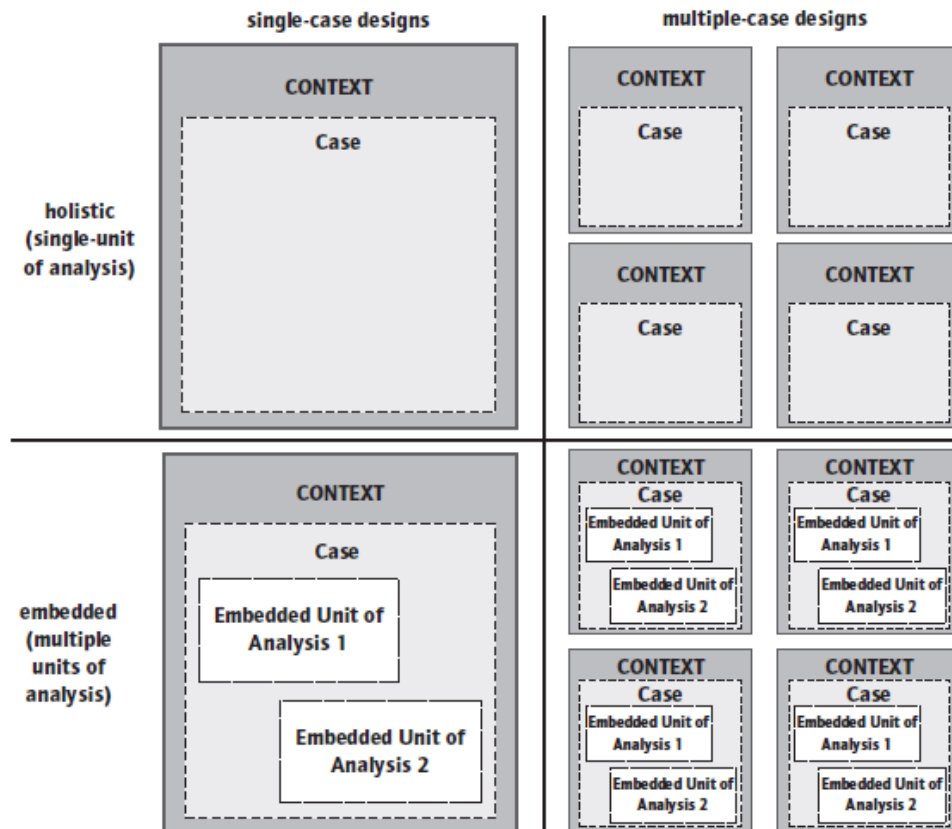 single-case designs
multiple-case designs
holistic
(single-unit
of analysis)
CONTEXT
Case
CONTEXT
Case
CONTEXT
Case
CONTEXT
Case
CONTEXT
Case
embedded
(multiple
units of
analysis)
CONTEXT
Case
Embedded Unit of
Analysis 1
Embedded Unit of
Analysis 2
CONTEXT
Case
Embedded Unit of
Analysis 1
Embedded Unit of
Analysis 2
CONTEXT
Case
Embedded Unit of
Analysis 1
Embedded Unit of
Analysis 2
CONTEXT
Case
Embedded Unit of
Analysis 1
Embedded Unit of
Analysis 2
CONTEXT
Case
Embedded Unit of
Analysis 1
Embedded Unit of
Analysis 2